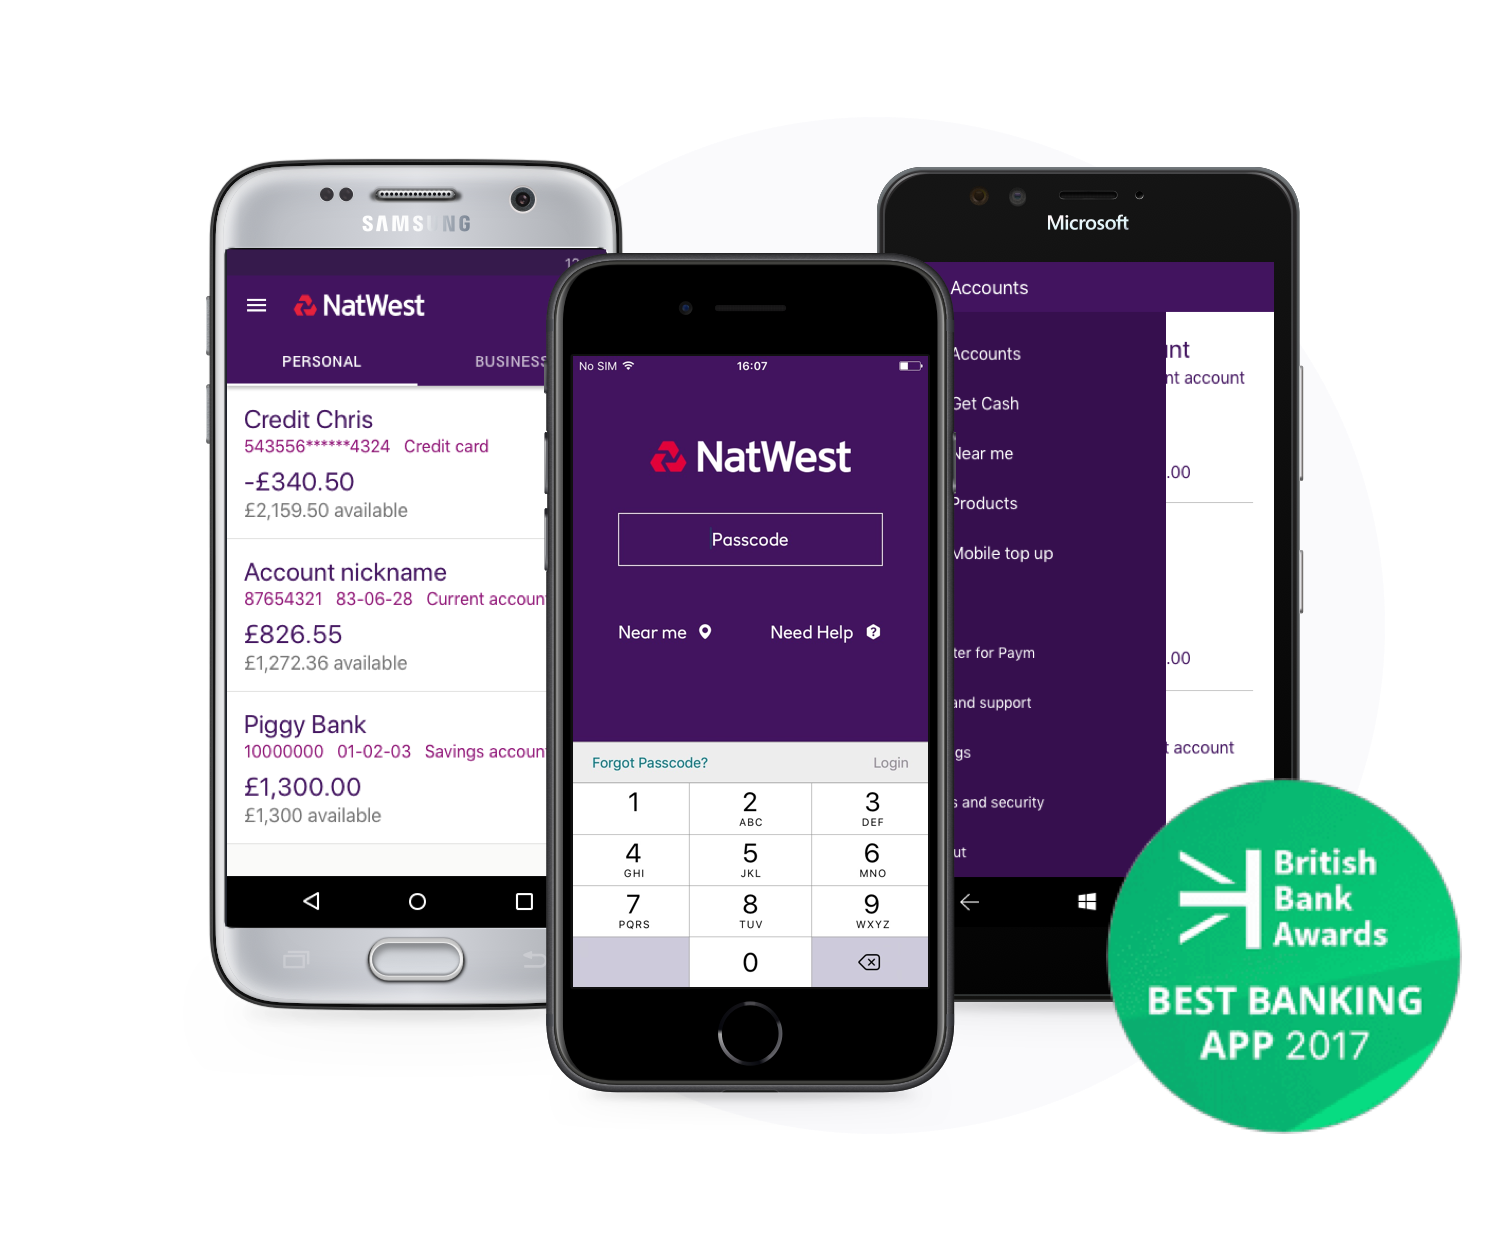 SAMSUNG
12
NatWest
PERSONAL BUSINESS
Credit Chris
543556******4324 Credit card
-£340.50
£2,159.50 available
Account nickname
87654321 83-06-28 Current accoun
£826.55
£1,272.36 available
Piggy Bank
10000000 01-02-03 Savings accoun
£1,300.00
£1,300 available
No SIM 16:07
NatWest
Passcode
Near me Need Help ?
Forgot Passcode? Login
1 2 3
ABC DEF
4 5 6
GHI JKL MNO
7 8 9
PQRS TUV WXYZ
0
Microsoft
Accounts
Accounts
Get Cash
Near me
Products
Mobile top up
ter for Paym
and support
gs
s and security
ut
unt
nt account
.00
.00
t account
British
Bank
Awards
BEST BANKING
APP 2017